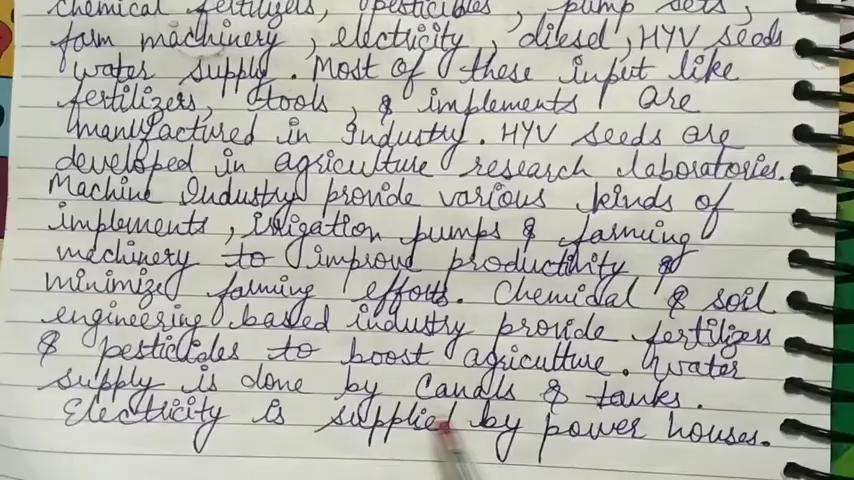 chemical fertilizers, pesticides, pump sets,
farm machinery, electricity, diesel, HYV seeds
water supply. Most of these input like
fertilizers, tools, & implements are
manufactured in Industry. HYV seeds are
developed in agriculture research laboratories.
Machine Industry provide various kinds of
implements, irrigation pumps & farming
machinery to improve productivity &
minimize farming efforts. Chemical & soil
engineering based industry provide fertilizers
& pesticides to boost agriculture. Water
supply is done by Canals & tanks.
Electricity is supplied by power houses.